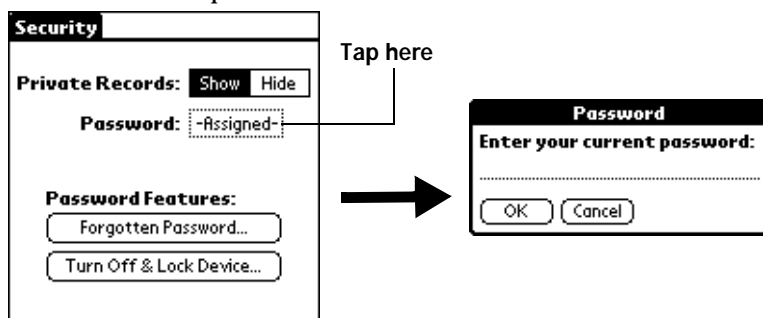 Security
Tap here
Private Records: Show Hide
Password: -Assigned-
Password Features:
Forgotten Password...
Turn Off & Lock Device...
Password
Enter your current password:
OK Cancel